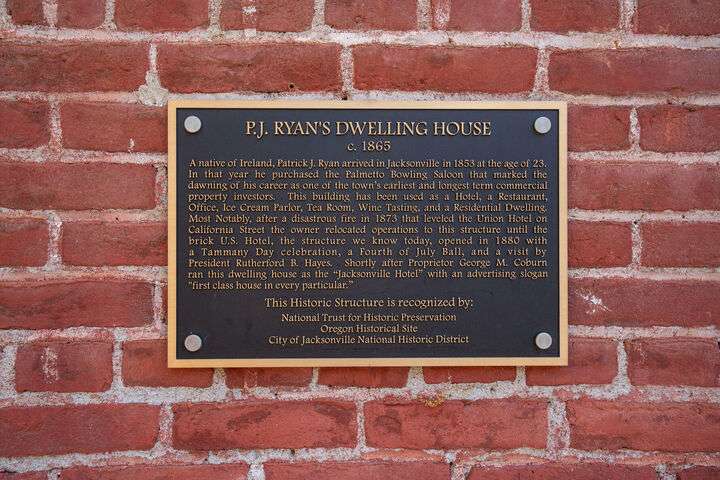 P.J. RYAN'S DWELLING HOUSE
c. 1865
A native of Ireland, Patrick J. Ryan arrived in Jacksonville in 1853 at the age of 23.
In that year he purchased the Palmetto Bowling Saloon that marked the
dawning of his career as one of the town's earliest and longest term commercial
property investors. This building has been used as a Hotel, a Restaurant,
Office, Ice Cream Parlor, Tea Room, Wine Tasting, and a Residential Dwelling.
Most Notably, after a disastrous fire in 1873 that leveled the Union Hotel on
California Street the owner relocated operations to this structure until the
brick U.S. Hotel, the structure we know today, opened in 1880 with
a Tammany Day celebration, a Fourth of July Ball, and a visit by
President Rutherford B. Hayes. Shortly after Proprietor George M. Coburn
ran this dwelling house as the “Jacksonville Hotel” with an advertising slogan
"first class house in every particular.”
This Historic Structure is recognized by:
National Trust for Historic Preservation
Oregon Historical Site
City of Jacksonville National Historic District